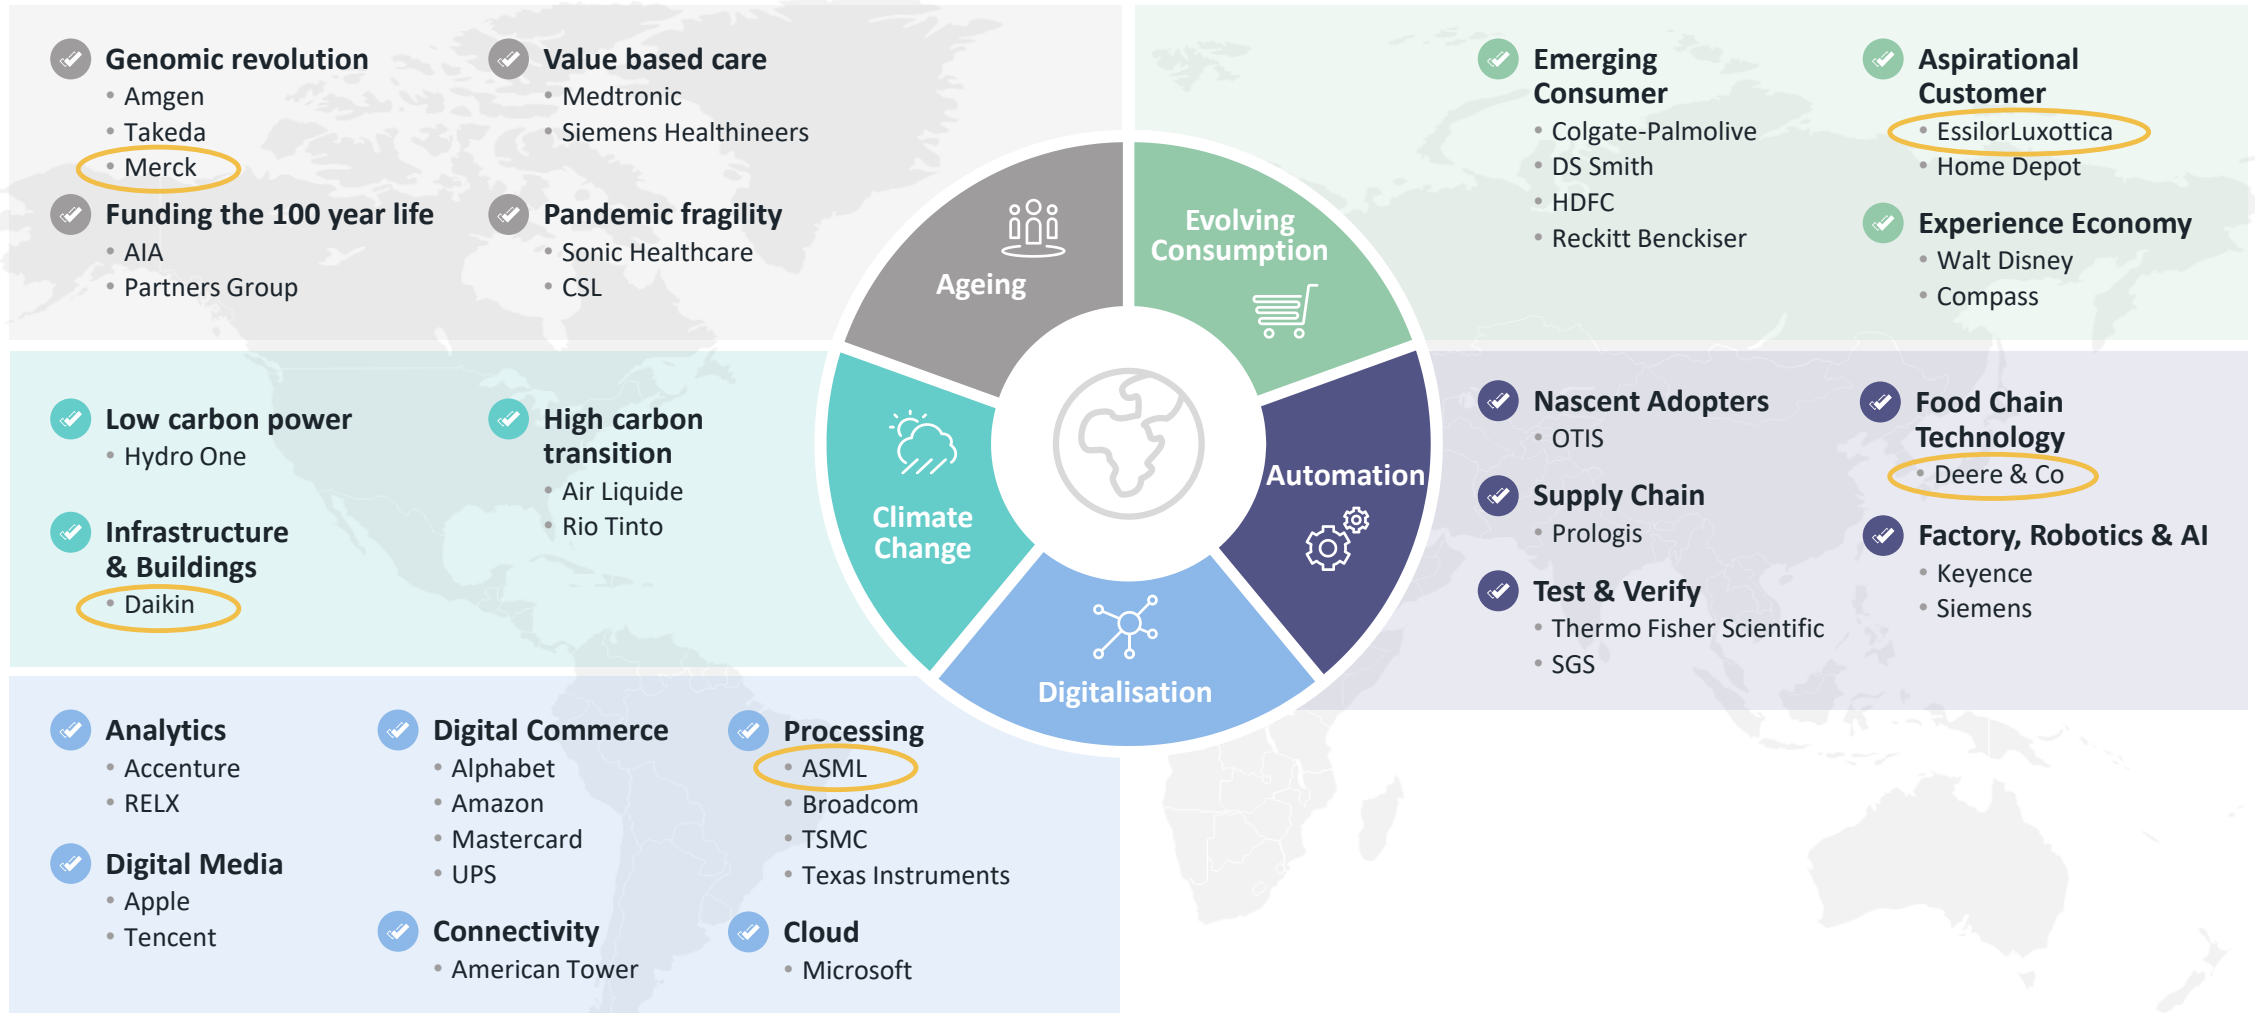 Genomic revolution
• Amgen
• Takeda
• Merck
Funding the 100 year life
• AIA
• Partners Group
Value based care
• Medtronic
• Siemens Healthineers
Pandemic fragility
• Sonic Healthcare
• CSL
Ageing
Evolving
Consumption
Emerging
Consumer
• Colgate-Palmolive
• DS Smith
• HDFC
• Reckitt Benckiser
Aspirational
Customer
• EssilorLuxottica
• Home Depot
Experience Economy
• Walt Disney
• Compass
Low carbon power
• Hydro One
Infrastructure
& Buildings
• Daikin
High carbon
transition
• Air Liquide
• Rio Tinto
Climate
Change
Automation
Nascent Adopters
• OTIS
Supply Chain
• Prologis
Test & Verify
• Thermo Fisher Scientific
• SGS
Food Chain
Technology
• Deere & Co
Factory, Robotics & AI
• Keyence
• Siemens
Digitalisation
Analytics
• Accenture
• RELX
Digital Media
• Apple
• Tencent
Digital Commerce
• Alphabet
• Amazon
• Mastercard
• UPS
Connectivity
• American Tower
Processing
• ASML
• Broadcom
• TSMC
• Texas Instruments
Cloud
• Microsoft